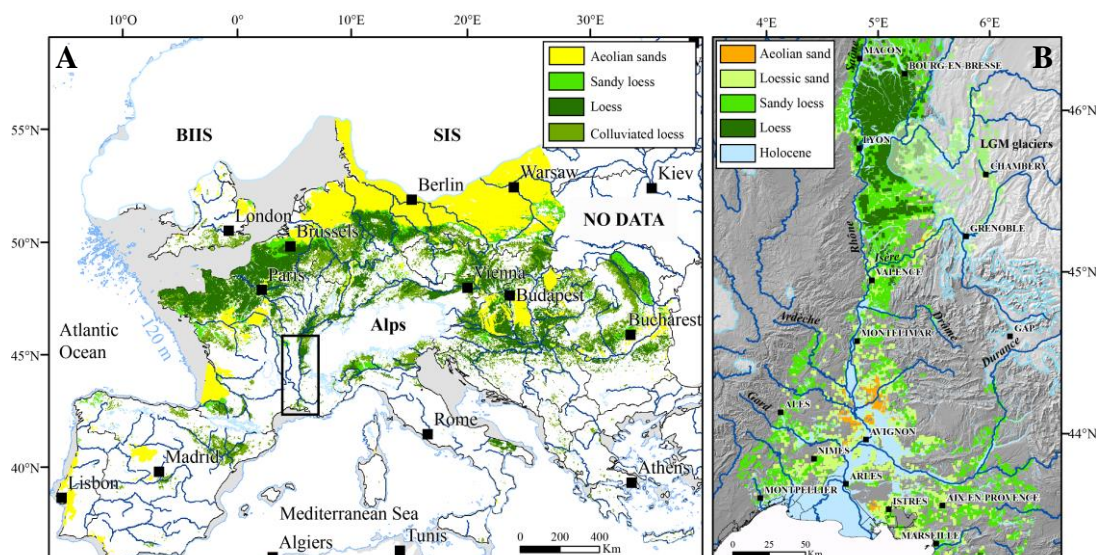 10°O 0° 10°E 20°E 30°E
A
Aeolian sands
Sandy loess
Loess
Colluviated loess
55°N
50°N
45°N
40°N
BIIS
SIS
Berlin
Warsaw
Kiev
London
Brussels
NO DATA
Paris
Vienna
Budapest
Atlantic
Ocean
-120 m
Alps
Bucharest
Rome
Madrid
Lisbon
Athens
Mediterranean Sea
Algiers
Tunis
0 200 400
Km
4° 5° 6°
B
Aeolian sand
Loessic sand
Sandy loess
Loess
Holocene
46°N
45°N
44°N
Saône
MACON
BOURG-EN-BRESSE
LYON
LGM glaciers
CHAMBERY
Rhône
GRENOBLE
Isère
VALENCE
Ardèche
MONTELIMAR
Drôme
GAP
Durance
ALES
Gard
AVIGNON
NIMES
ARLES
MONTPELLIER
ISTRES
AIX-EN-PROVENCE
MARSEILLE
0 25 50
Km